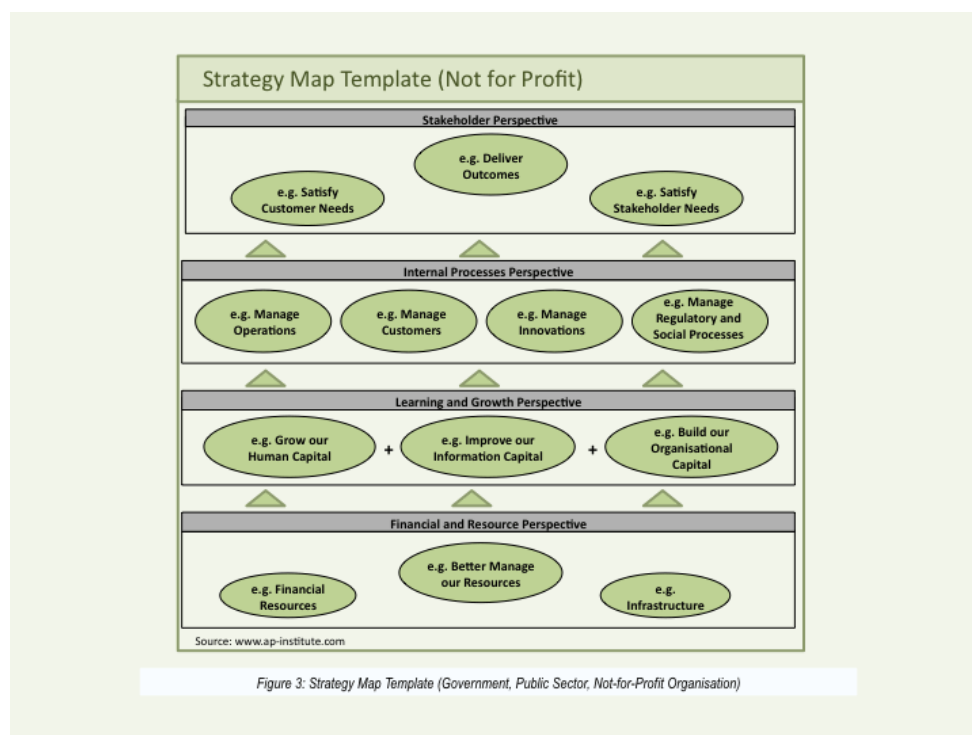 Strategy Map Template (Not for Profit)
Stakeholder Perspective
e.g. Deliver
Outcomes
e.g. Satisfy
Customer Needs
e.g. Satisfy
Stakeholder Needs
Internal Processes Perspective
e.g. Manage
Operations
e.g. Manage
Customers
e.g. Manage
Innovations
e.g. Manage
Regulatory and
Social Processes
Learning and Growth Perspective
e.g. Grow our
Human Capital
+
e.g. Improve our
Information Capital
+
e.g. Build our
Organisational
Capital
Financial and Resource Perspective
e.g. Better Manage
our Resources
e.g. Financial
Resources
e.g.
Infrastructure
Source: www.ap-institute.com
Figure 3: Strategy Map Template (Government, Public Sector, Not-for-Profit Organisation)